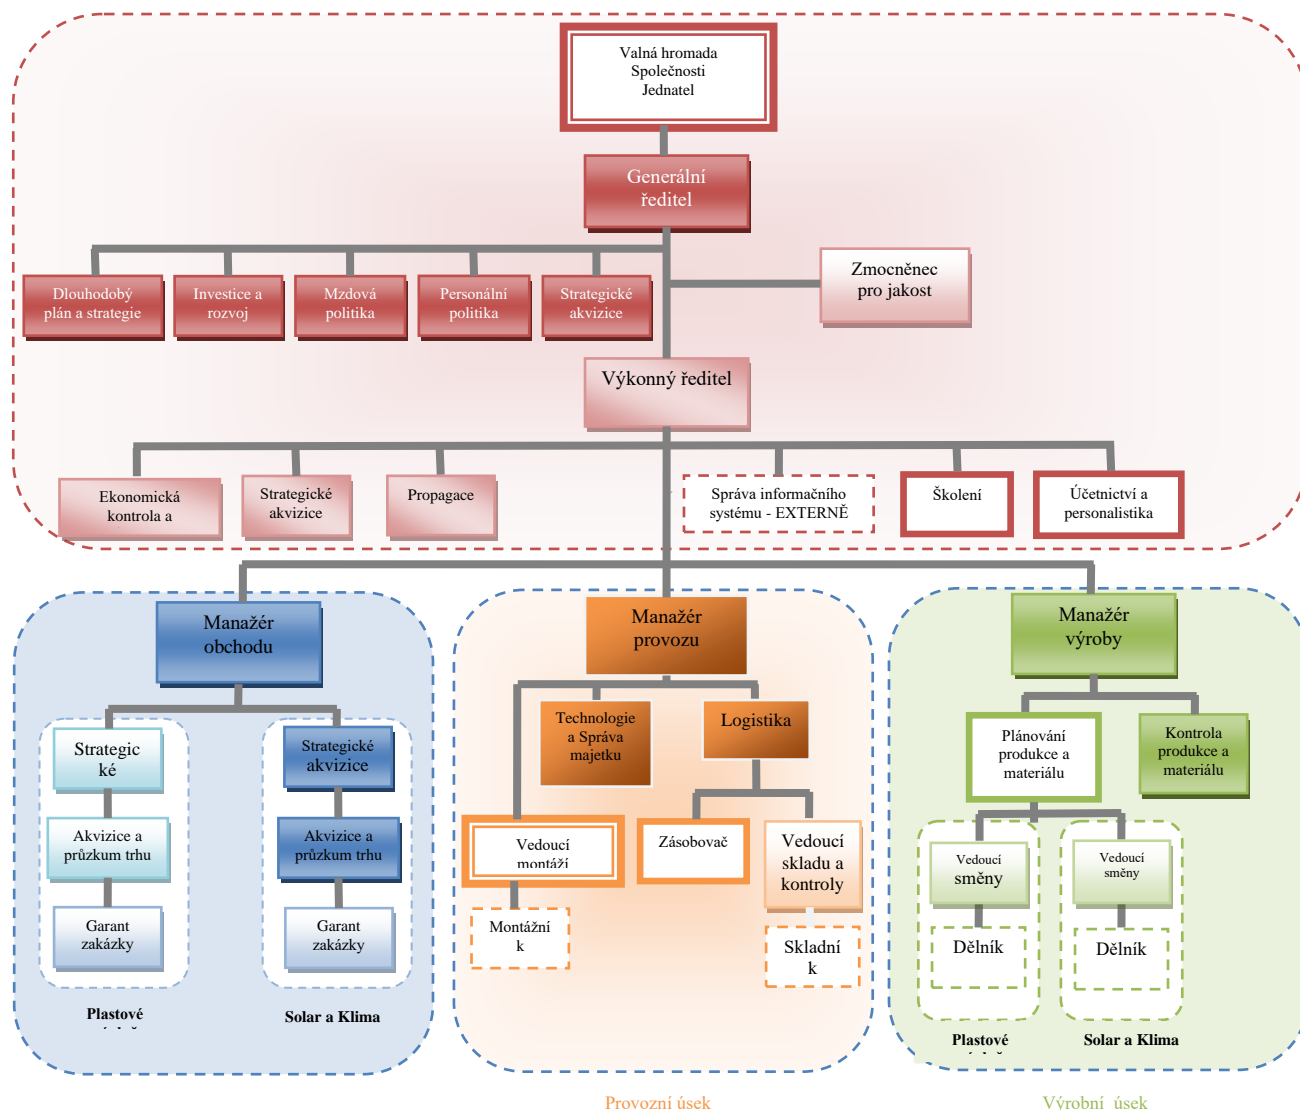 Valná hromada
Společnosti
Jednatel
Generální
ředitel
Dlouhodobý
plán a strategie
Investice a
rozvoj
Mzdová
politika
Personální
politika
Strategické
akvizice
Zmocněnec
pro jakost
Výkonný ředitel
Ekonomická
kontrola a
Strategické
akvizice
Propagace
Správa informačního
systému - EXTERNĚ
Školení
Účetnictví a
personalistika
Manažér
obchodu
Strategic
ké
Akvizice a
průzkum trhu
Garant
zakázky
Plastové
Strategické
akvizice
Akvizice a
průzkum trhu
Garant
zakázky
Solar a Klima
Manažér
provozu
Technologie
a Správa
majetku
Logistika
Vedoucí
montáží
Zásobovač
Vedoucí
skladu a
kontroly
Montážní
k
Skladní
k
Provozní úsek
Manažér
výroby
Plánování
produkce a
materiálu
Kontrola
produkce a
materiálu
Vedoucí
směny
Dělník
Plastové
Vedoucí
směny
Dělník
Solar a Klima
Výrobní úsek